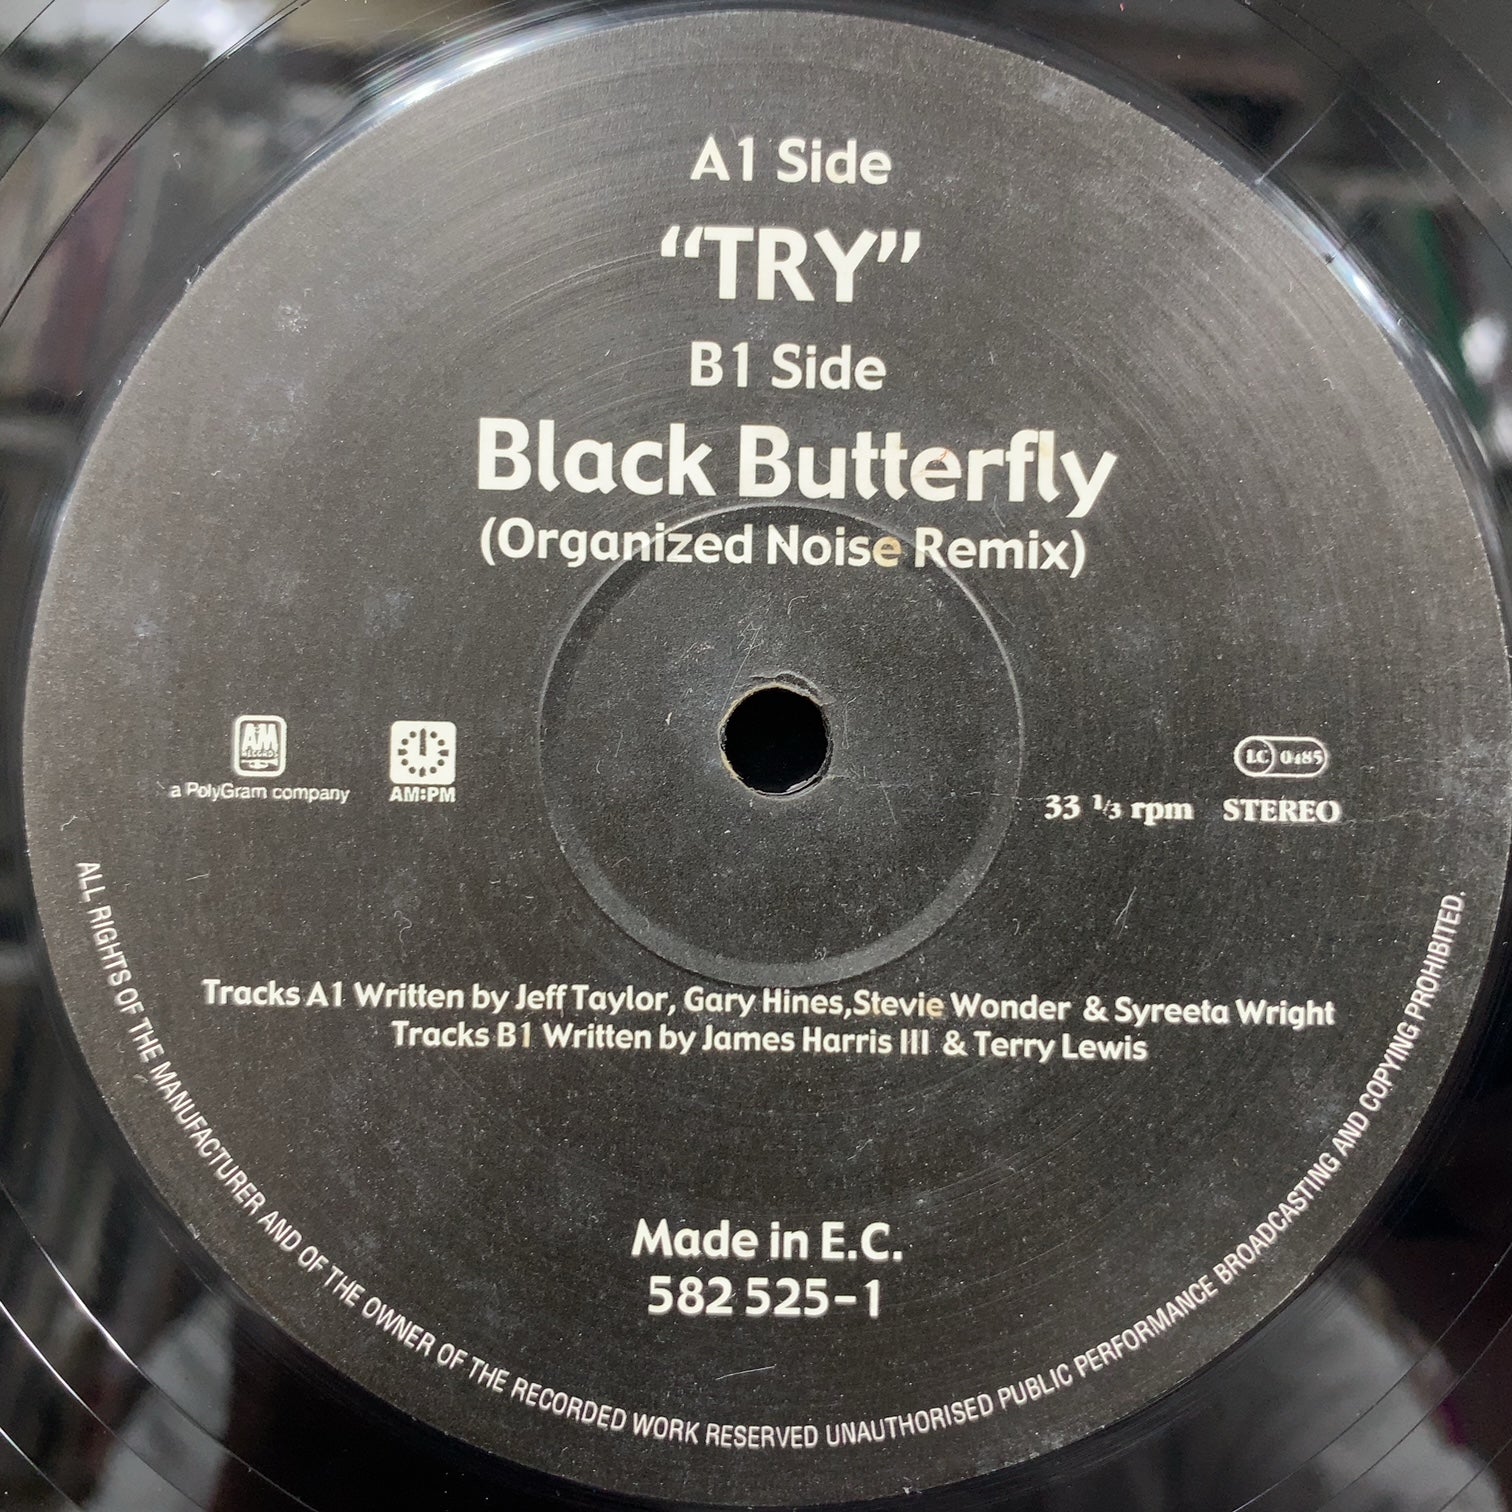 A1 Side
“TRY”
B1 Side
Black Butterfly
(Organized Noise Remix)
A&M
RECORDS
a PolyGram company
AM:PM
LC 0485
33 ⅓ rpm STEREO
Tracks A1 Written by Jeff Taylor, Gary Hines,Stevie Wonder & Syreeta Wright
Tracks B1 Written by James Harris III & Terry Lewis
Made in E.C.
582 525-1
ALL RIGHTS OF THE MANUFACTURER AND OF THE OWNER OF THE RECORDED WORK RESERVED UNAUTHORISED PUBLIC PERFORMANCE BROADCASTING AND COPYING PROHIBITED.